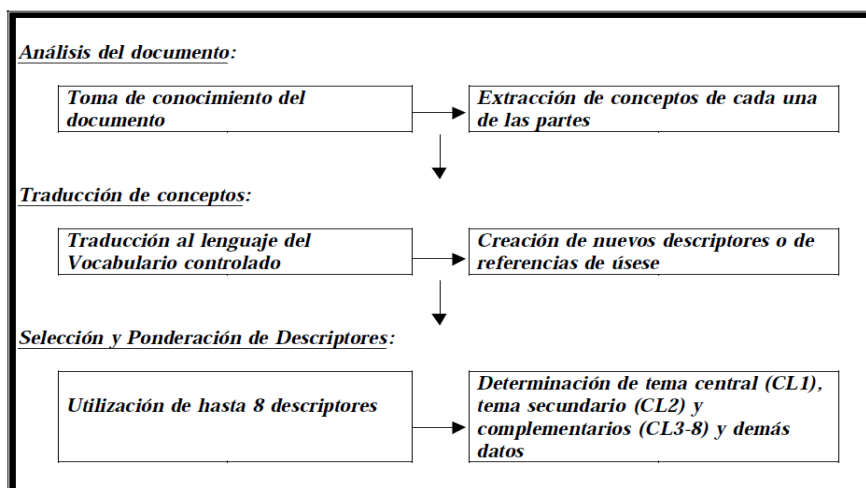 Análisis del documento:
Toma de conocimiento del
documento
Extracción de conceptos de cada una
de las partes
Traducción de conceptos:
Traducción al lenguaje del
Vocabulario controlado
Creación de nuevos descriptores o de
referencias de úsese
Selección y Ponderación de Descriptores:
Utilización de hasta 8 descriptores
Determinación de tema central (CL1),
tema secundario (CL2) y
complementarios (CL3-8) y demás
datos